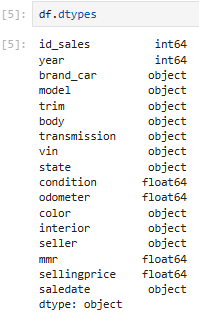 [5]: df.dtypes
[5]: id_sales int64
year int64
brand_car object
model object
trim object
body object
transmission object
vin object
state object
condition float64
odometer float64
color object
interior object
seller object
mmr float64
sellingprice float64
saledate object
dtype: object